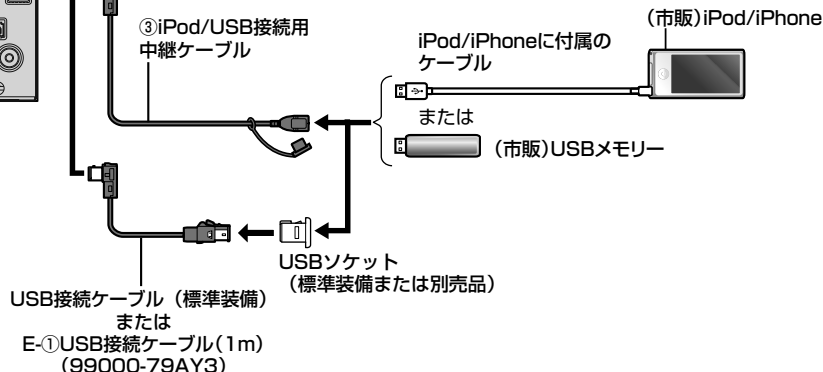 ③iPod/USB接続用
中継ケーブル
iPod/iPhoneに付属の
ケーブル
(市販)iPod/iPhone
または
(市販)USBメモリー
USBソケット
(標準装備または別売品)
USB接続ケーブル(標準装備)
または
E-①USB接続ケーブル(1m)
(99000-79AY3)